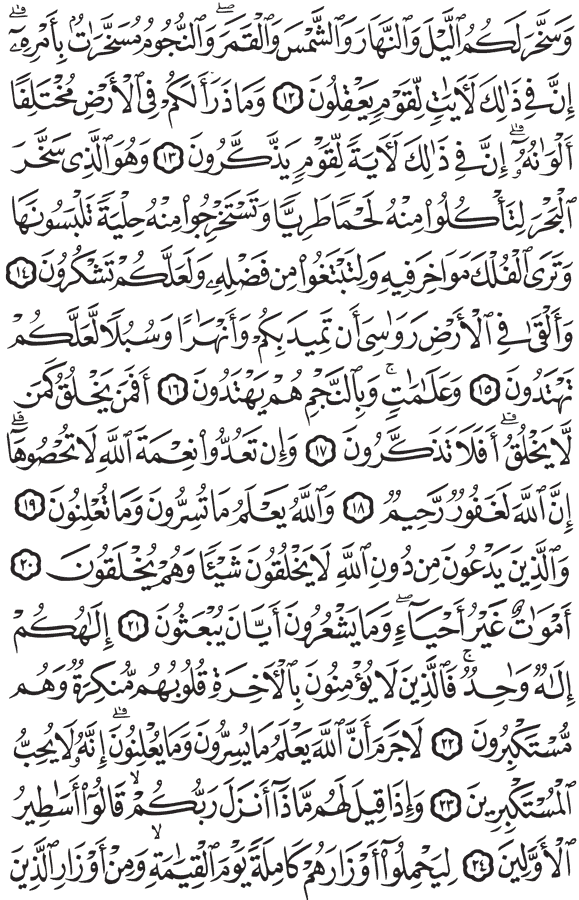 وَسَخَّرَ لَكُمُ ٱلَّيۡلَ وَٱلنَّهَارَ وَٱلشَّمۡسَ وَٱلۡقَمَرَۖ وَٱلنُّجُومُ مُسَخَّرَٰتُۢ بِأَمۡرِهِۦٓۚ
إِنَّ فِي ذَٰلِكَ لَأٓيَٰتٖ لِّقَوۡمٖ يَعۡقِلُونَ ١٢ وَمَا ذَرَأَ لَكُمۡ فِي ٱلۡأَرۡضِ مُخۡتَلِفًا
أَلۡوَٰنُهُۥٓۚ إِنَّ فِي ذَٰلِكَ لَأٓيَةٗ لِّقَوۡمٖ يَذَّكَّرُونَ ١٣ وَهُوَ ٱلَّذِي سَخَّرَ
ٱلۡبَحۡرَ لِتَأۡكُلُواْ مِنۡهُ لَحۡمٗا طَرِيّٗا وَتَسۡتَخۡرِجُواْ مِنۡهُ حِلۡيَةٗ تَلۡبَسُونَهَا
وَتَرَى ٱلۡفُلۡكَ مَوَاخِرَ فِيهِ وَلِتَبۡتَغُواْ مِن فَضۡلِهِۦ وَلَعَلَّكُمۡ تَشۡكُرُونَ ١٤
وَأَلۡقَىٰ فِي ٱلۡأَرۡضِ رَوَٰسِيَ أَن تَمِيدَ بِكُمۡ وَأَنۡهَٰرٗا وَسُبُلٗا لَّعَلَّكُمۡ
تَهۡتَدُونَ ١٥ وَعَلَٰمَٰتٖۚ وَبِٱلنَّجۡمِ هُمۡ يَهۡتَدُونَ ١٦ أَفَمَن يَخۡلُقُ كَمَن
لَّا يَخۡلُقُۚ أَفَلَا تَذَكَّرُونَ ١٧ وَإِن تَعُدُّواْ نِعۡمَةَ ٱللَّهِ لَا تُحۡصُوهَآۗ
إِنَّ ٱللَّهَ لَغَفُورٞ رَّحِيمٞ ١٨ وَٱللَّهُ يَعۡلَمُ مَا تُسِرُّونَ وَمَا تُعۡلِنُونَ ١٩
وَٱلَّذِينَ يَدۡعُونَ مِن دُونِ ٱللَّهِ لَا يَخۡلُقُونَ شَيۡـٔٗا وَهُمۡ يُخۡلَقُونَ ٢٠
أَمۡوَٰتٌ غَيۡرُ أَحۡيَآءٖۖ وَمَا يَشۡعُرُونَ أَيَّانَ يُبۡعَثُونَ ٢١ إِلَٰهُكُمۡ
إِلَٰهٞ وَٰحِدٞۚ فَٱلَّذِينَ لَا يُؤۡمِنُونَ بِٱلۡأٓخِرَةِ قُلُوبُهُم مُّنكِرَةٞ وَهُم
مُّسۡتَكۡبِرُونَ ٢٢ لَا جَرَمَ أَنَّ ٱللَّهَ يَعۡلَمُ مَا يُسِرُّونَ وَمَا يُعۡلِنُونَۚ إِنَّهُۥ لَا يُحِبُّ
ٱلۡمُسۡتَكۡبِرِينَ ٢٣ وَإِذَا قِيلَ لَهُم مَّاذَآ أَنزَلَ رَبُّكُمۡۙ قَالُوٓاْ أَسَٰطِيرُ
ٱلۡأَوَّلِينَ ٢٤ لِيَحۡمِلُوٓاْ أَوۡزَارَهُمۡ كَامِلَةٗ يَوۡمَ ٱلۡقِيَٰمَةِۙ وَمِنۡ أَوۡزَارِ ٱلَّذِينَ